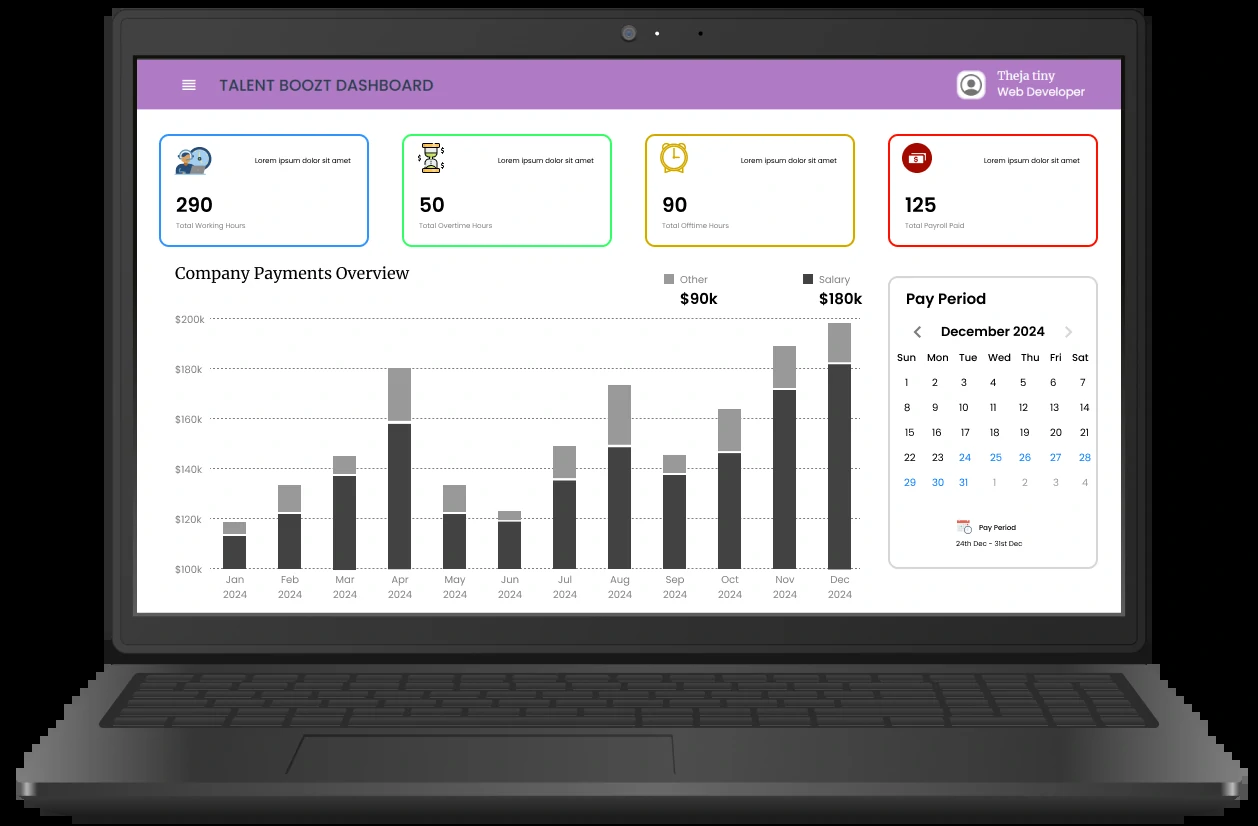 TALENT BOOZT DASHBOARD
Theja tiny
Web Developer
Lorem ipsum dolor sit amet
290
Total Working Hours
Lorem ipsum dolor sit amet
50
Total Overtime Hours
Lorem ipsum dolor sit amet
90
Total Offtime Hours
Lorem ipsum dolor sit amet
125
Total Payroll Paid
Company Payments Overview
Other
$90k
Salary
$180k
$200k
$180k
$160k
$140k
$120k
$100k
Jan Feb Mar Apr May Jun Jul Aug Sep Oct Nov Dec
2024 2024 2024 2024 2024 2024 2024 2024 2024 2024 2024 2024
Pay Period
December 2024
Sun Mon Tue Wed Thu Fri Sat
1 2 3 4 5 6 7
8 9 10 11 12 13 14
15 16 17 18 19 20 21
22 23 24 25 26 27 28
29 30 31 1 2 3 4
Pay Period
24th Dec - 31st Dec